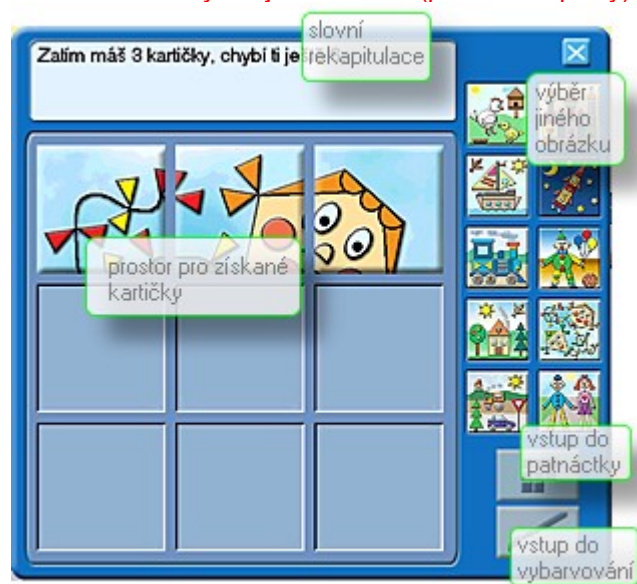 slovní
rekapitulace
Zatím máš 3 kartičky, chybí ti
výběr
jiného
obrázku
prostor pro získané
kartičky
vstup do
patnáctky
vstup do
vybarvování